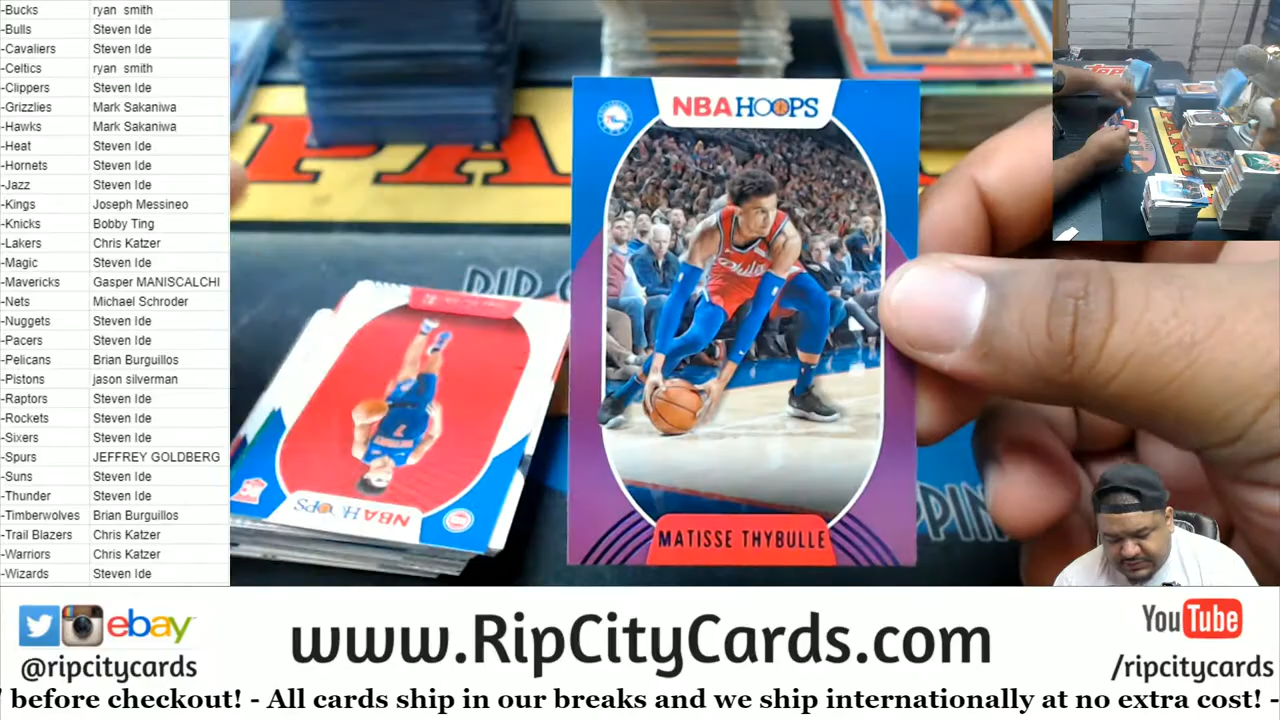 -Bucks ryan smith
-Bulls Steven Ide
-Cavaliers Steven Ide
-Celtics ryan smith
-Clippers Steven Ide
-Grizzlies Mark Sakaniwa
-Hawks Mark Sakaniwa
-Heat Steven Ide
-Hornets Steven Ide
-Jazz Steven Ide
-Kings Joseph Messineo
-Knicks Bobby Ting
-Lakers Chris Katzer
-Magic Steven Ide
-Mavericks Gasper MANISCALCHI
-Nets Michael Schroder
-Nuggets Steven Ide
-Pacers Steven Ide
-Pelicans Brian Burguillos
-Pistons jason silverman
-Raptors Steven Ide
-Rockets Steven Ide
-Sixers Steven Ide
-Spurs JEFFREY GOLDBERG
-Suns Steven Ide
-Thunder Steven Ide
-Timberwolves Brian Burguillos
-Trail Blazers Chris Katzer
-Warriors Chris Katzer
-Wizards Steven Ide
NBA HOOPS
MATISSE THYBULLE
NBA HOOPS
ebay
@ripcitycards
www.RipCityCards.com
YouTube
/ripcitycards
before checkout! - All cards ship in our breaks and we ship internationally at no extra cost! -